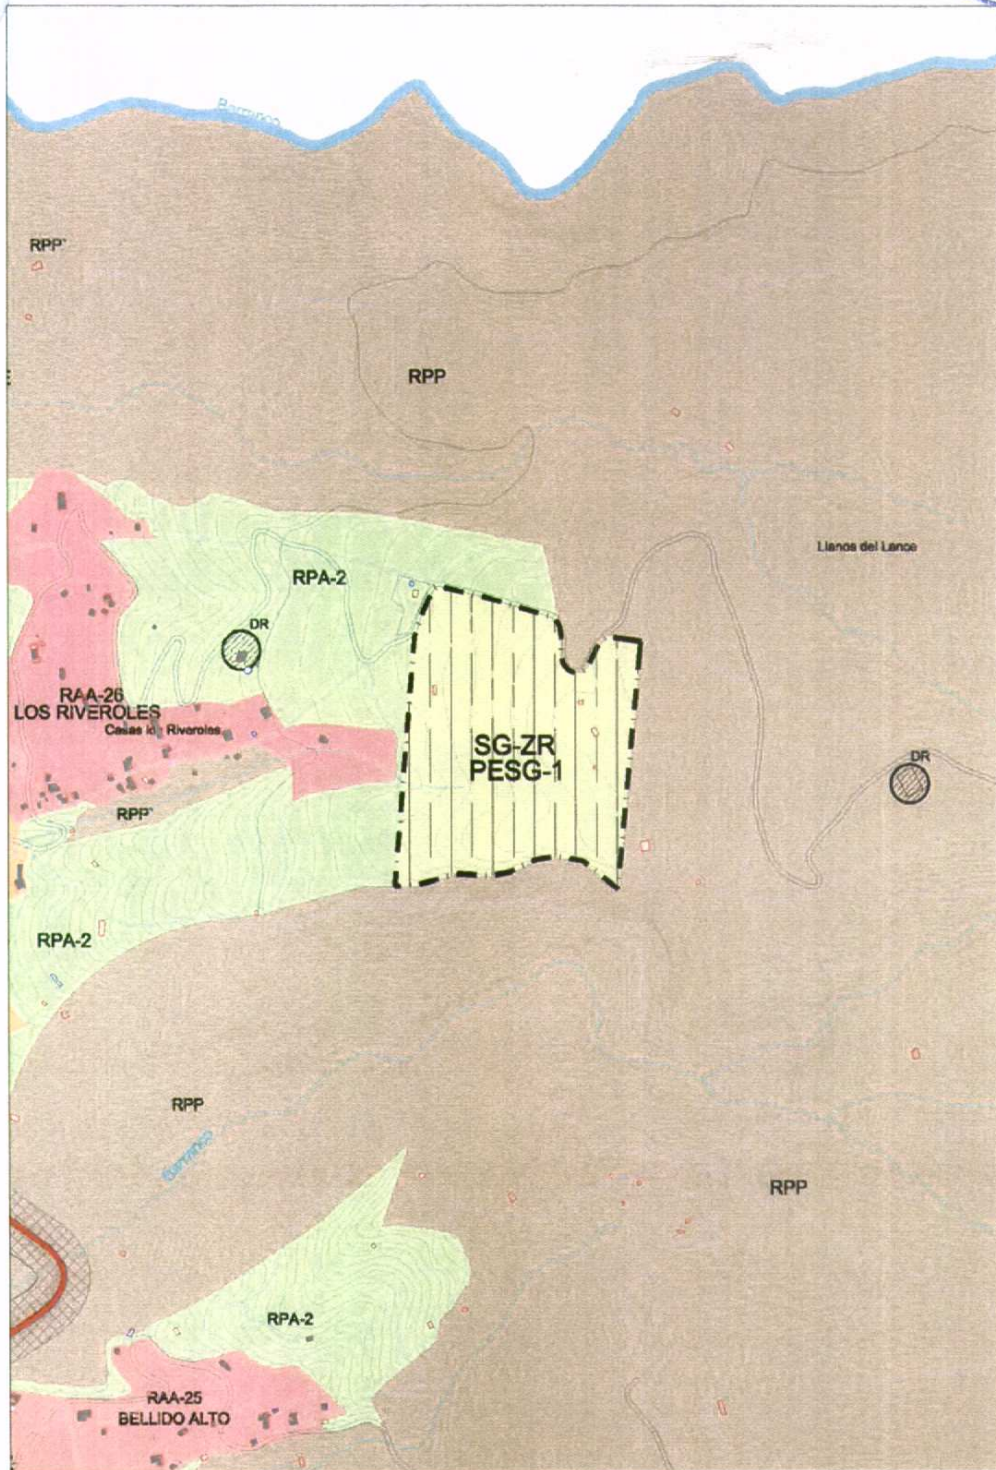 Barranco
RPP'
RPP
Llanos del Lance
RPA-2
DR
RAA-26
LOS RIVEROLES
Casas los Riveroles
SG-ZR
PESG-1
DR
RPP'
RPA-2
RPP
Barranco
RPP
RPA-2
RAA-25
BELLIDO ALTO